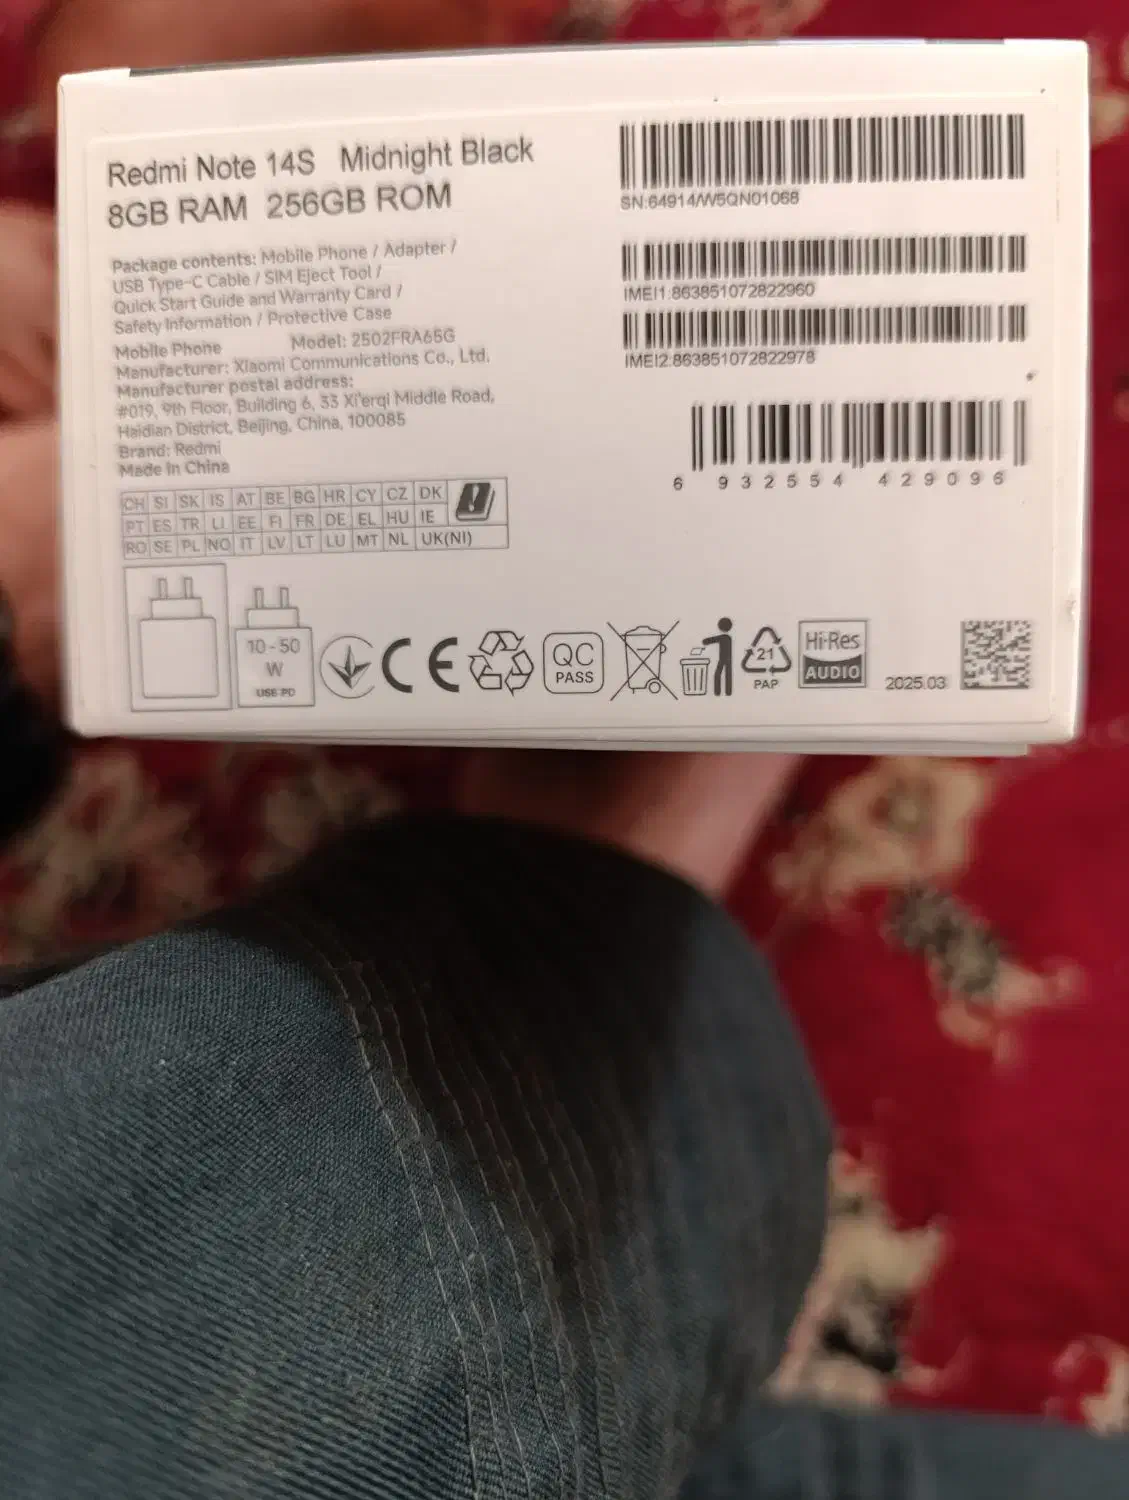 Redmi Note 14S Midnight Black
8GB RAM 256GB ROM
Package contents: Mobile Phone / Adapter /
USB Type-C Cable / SIM Eject Tool /
Quick Start Guide and Warranty Card /
Safety Information / Protective Case
Mobile Phone Model: 2502FRA65G
Manufacturer: Xiaomi Communications Co., Ltd.
Manufacturer postal address:
#019, 9th Floor, Building 6, 33 Xi'erqi Middle Road,
Haidian District, Beijing, China, 100085
Brand: Redmi
Made in China
CH SI SK IS AT BE BG HR CY CZ DK
PT ES TR LI EE FI FR DE EL HU IE
RO SE PL NO IT LV LT LU MT NL UK(NI)
SN:64914/W5QN01068
IMEI1:863851072822960
IMEI2:863851072822978
6 932554 429096
10-50
W
USB PD
CE
QC
PASS
21
PAP
Hi-Res
AUDIO
2025.03